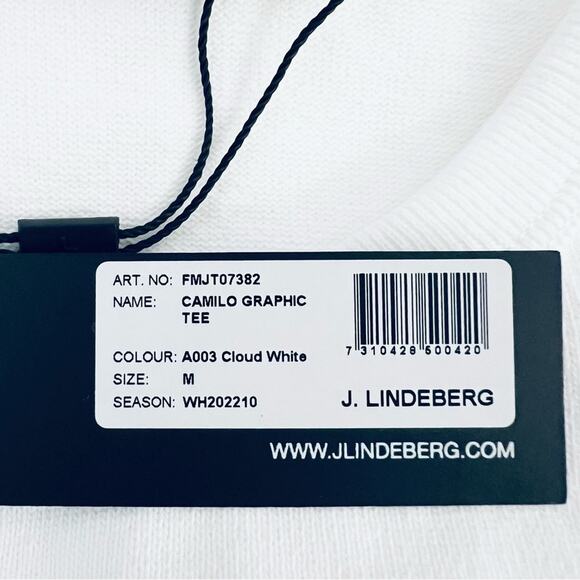 ART. NO: FMJT07382
NAME: CAMILO GRAPHIC
TEE
COLOUR: A003 Cloud White
SIZE: M
SEASON: WH202210
7 310428 500420
J. LINDEBERG
WWW.JLINDEBERG.COM